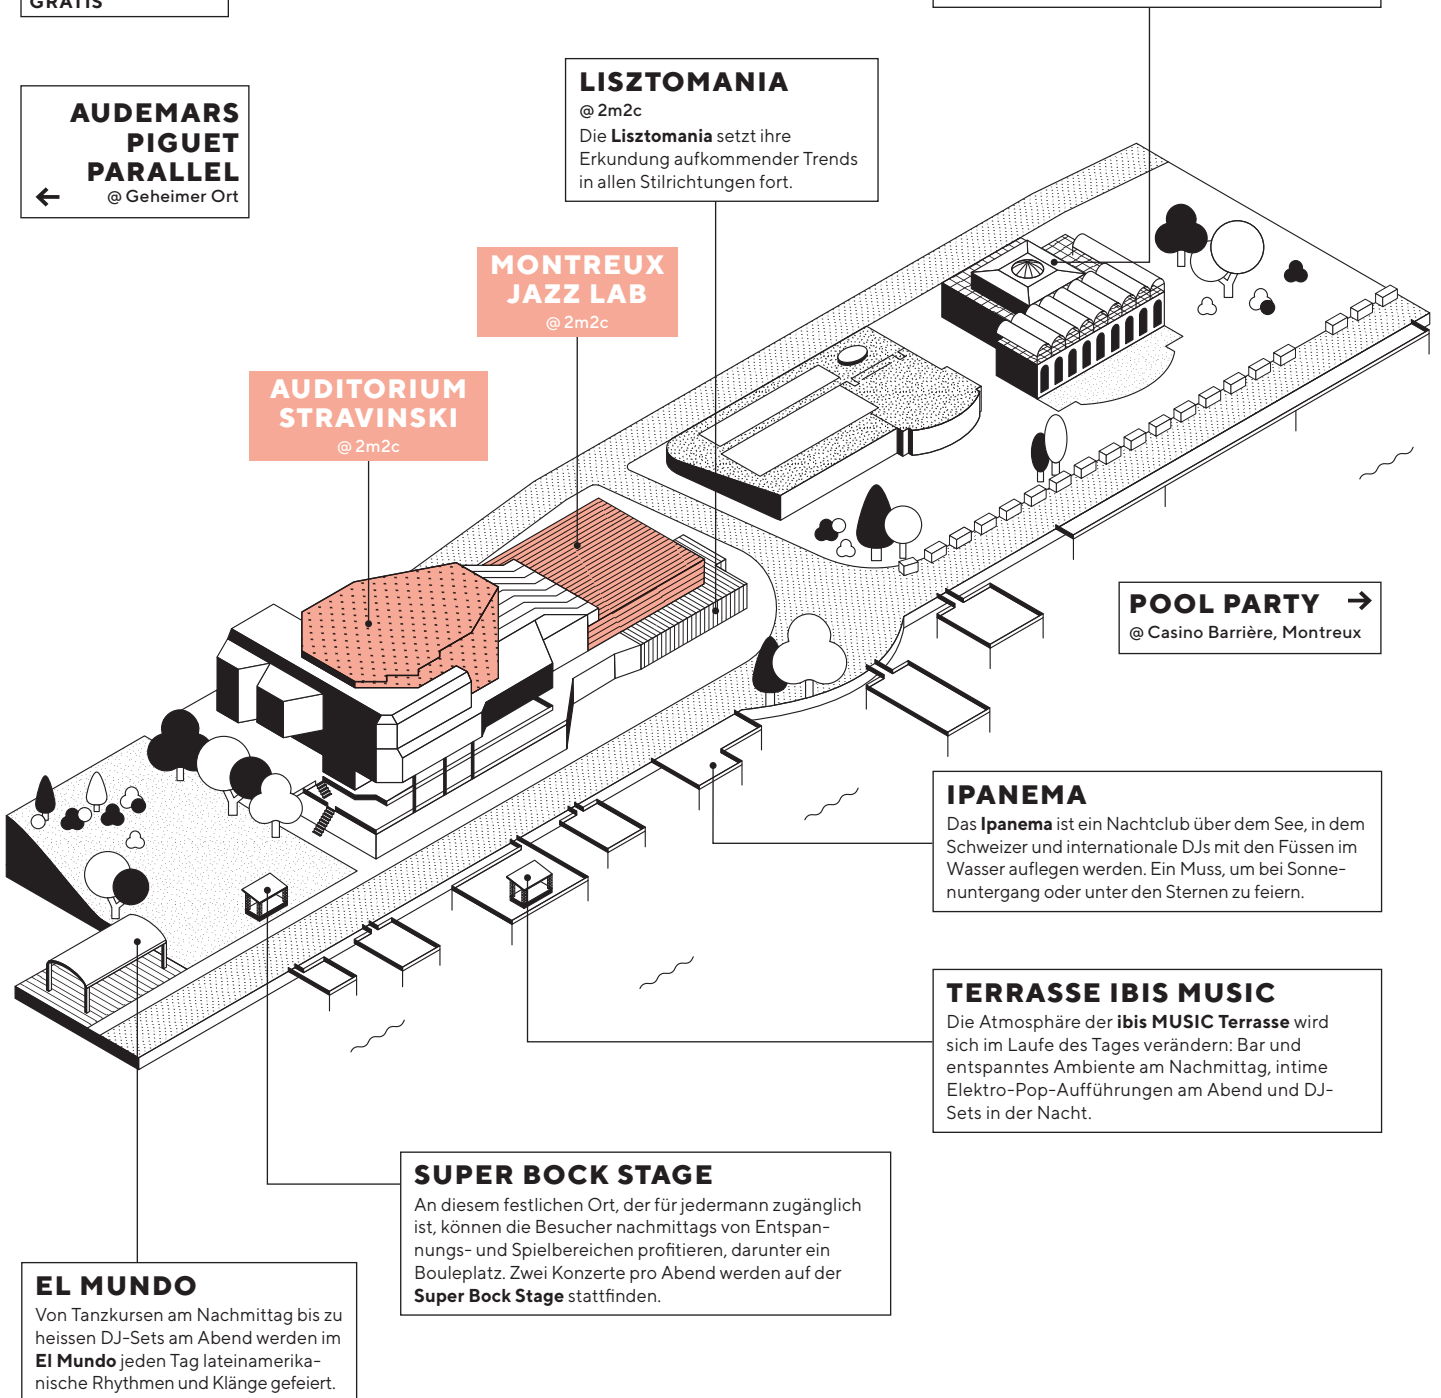 GRATIS
AUDEMARS
PIGUET
PARALLEL
@ Geheimer Ort
LISZTOMANIA
@ 2m2c
Die Lisztomania setzt ihre
Erkundung aufkommender Trends
in allen Stilrichtungen fort.
MONTREUX
JAZZ LAB
@ 2m2c
AUDITORIUM
STRAVINSKI
@ 2m2c
POOL PARTY →
@ Casino Barrière, Montreux
IPANEMA
Das Ipanema ist ein Nachtclub über dem See, in dem
Schweizer und internationale DJs mit den Füssen im
Wasser auflegen werden. Ein Muss, um bei Sonne-
nuntergang oder unter den Sternen zu feiern.
TERRASSE IBIS MUSIC
Die Atmosphäre der ibis MUSIC Terrasse wird
sich im Laufe des Tages verändern: Bar und
entspanntes Ambiente am Nachmittag, intime
Elektro-Pop-Aufführungen am Abend und DJ-
Sets in der Nacht.
SUPER BOCK STAGE
An diesem festlichen Ort, der für jedermann zugänglich
ist, können die Besucher nachmittags von Entspan-
nungs- und Spielbereichen profitieren, darunter ein
Bouleplatz. Zwei Konzerte pro Abend werden auf der
Super Bock Stage stattfinden.
EL MUNDO
Von Tanzkursen am Nachmittag bis zu
heissen DJ-Sets am Abend werden im
El Mundo jeden Tag lateinamerika-
nische Rhythmen und Klänge gefeiert.